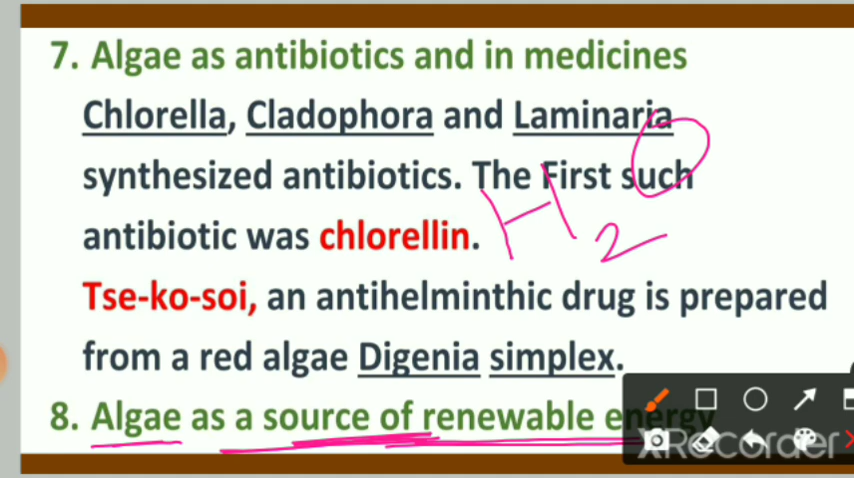 7. Algae as antibiotics and in medicines
Chlorella, Cladophora and Laminaria
synthesized antibiotics. The First such
antibiotic was chlorellin.
H2O
Tse-ko-soi, an antihelminthic drug is prepared
from a red algae Digenia simplex.
8. Algae as a source of renewable energy
XRecorder